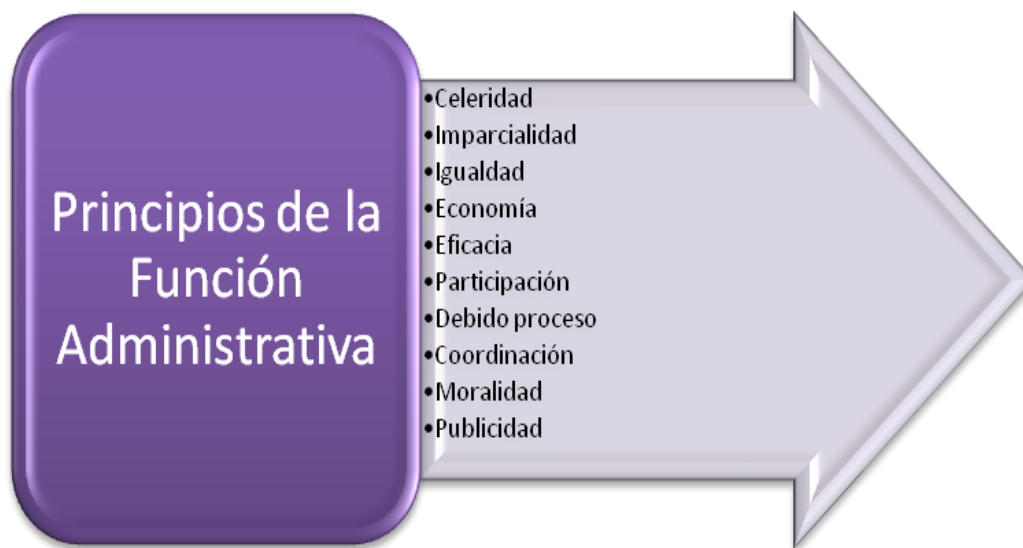 Principios de la
Función
Administrativa
•Celeridad
•Imparcialidad
•Igualdad
•Economía
•Eficacia
•Participación
•Debido proceso
•Coordinación
•Moralidad
•Publicidad